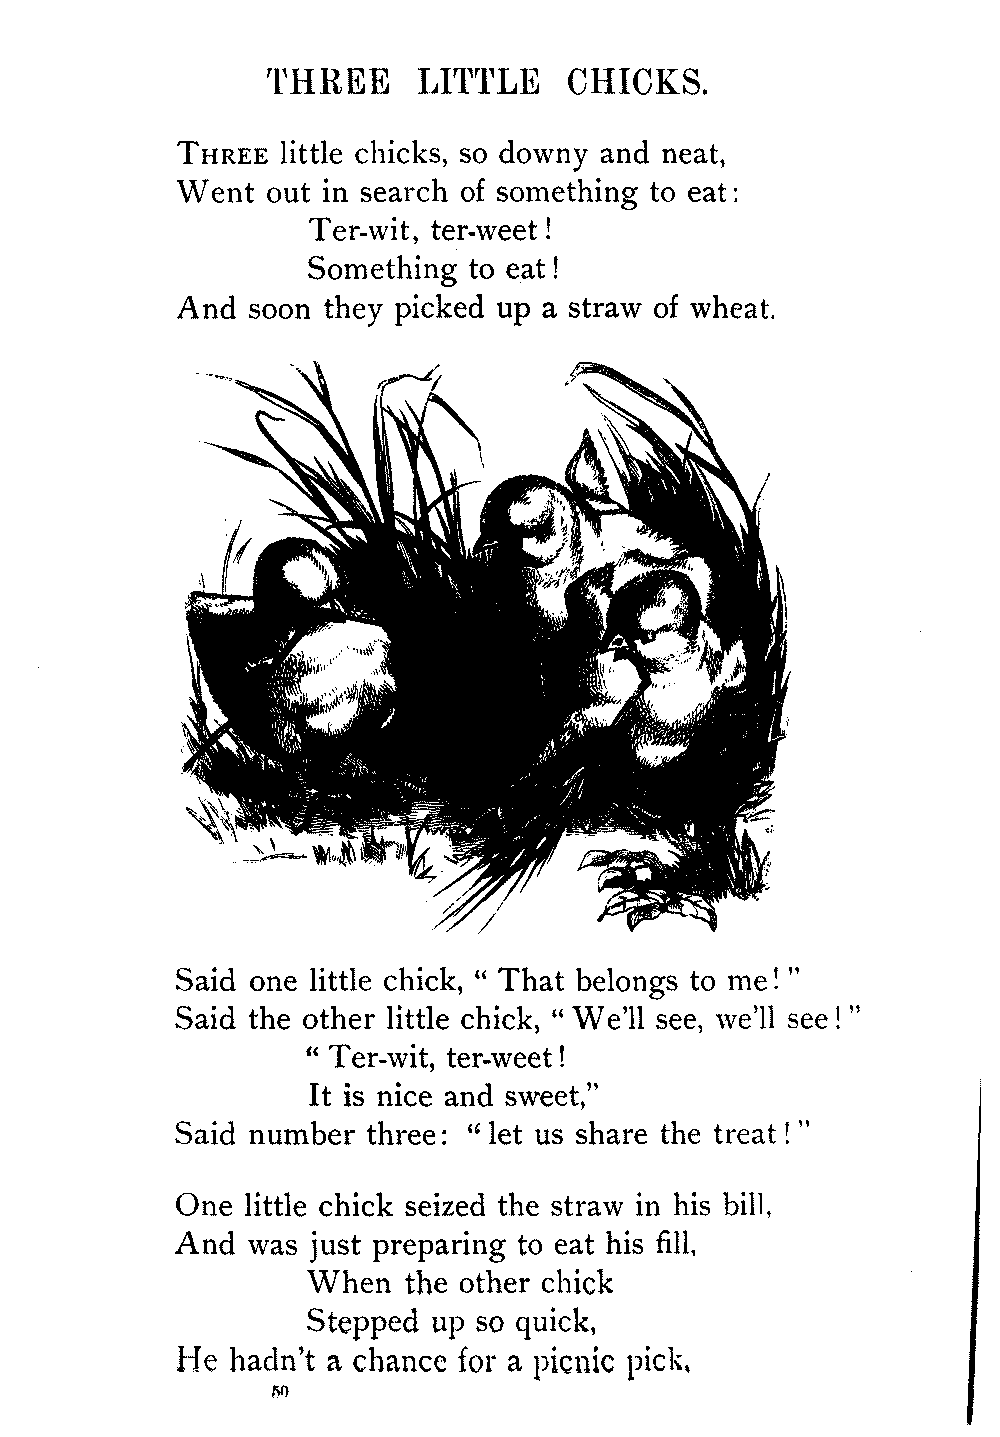 THREE LITTLE CHICKS.
THREE little chicks, so downy and neat,
Went out in search of something to eat:
Ter-wit, ter-weet!
Something to eat!
And soon they picked up a straw of wheat.
Said one little chick, “ That belongs to me! ”
Said the other little chick, “ We'll see, we'll see! ”
“ Ter-wit, ter-weet!
It is nice and sweet,”
Said number three: “ let us share the treat! ”
One little chick seized the straw in his bill,
And was just preparing to eat his fill,
When the other chick
Stepped up so quick,
He hadn't a chance for a picnic pick,
50